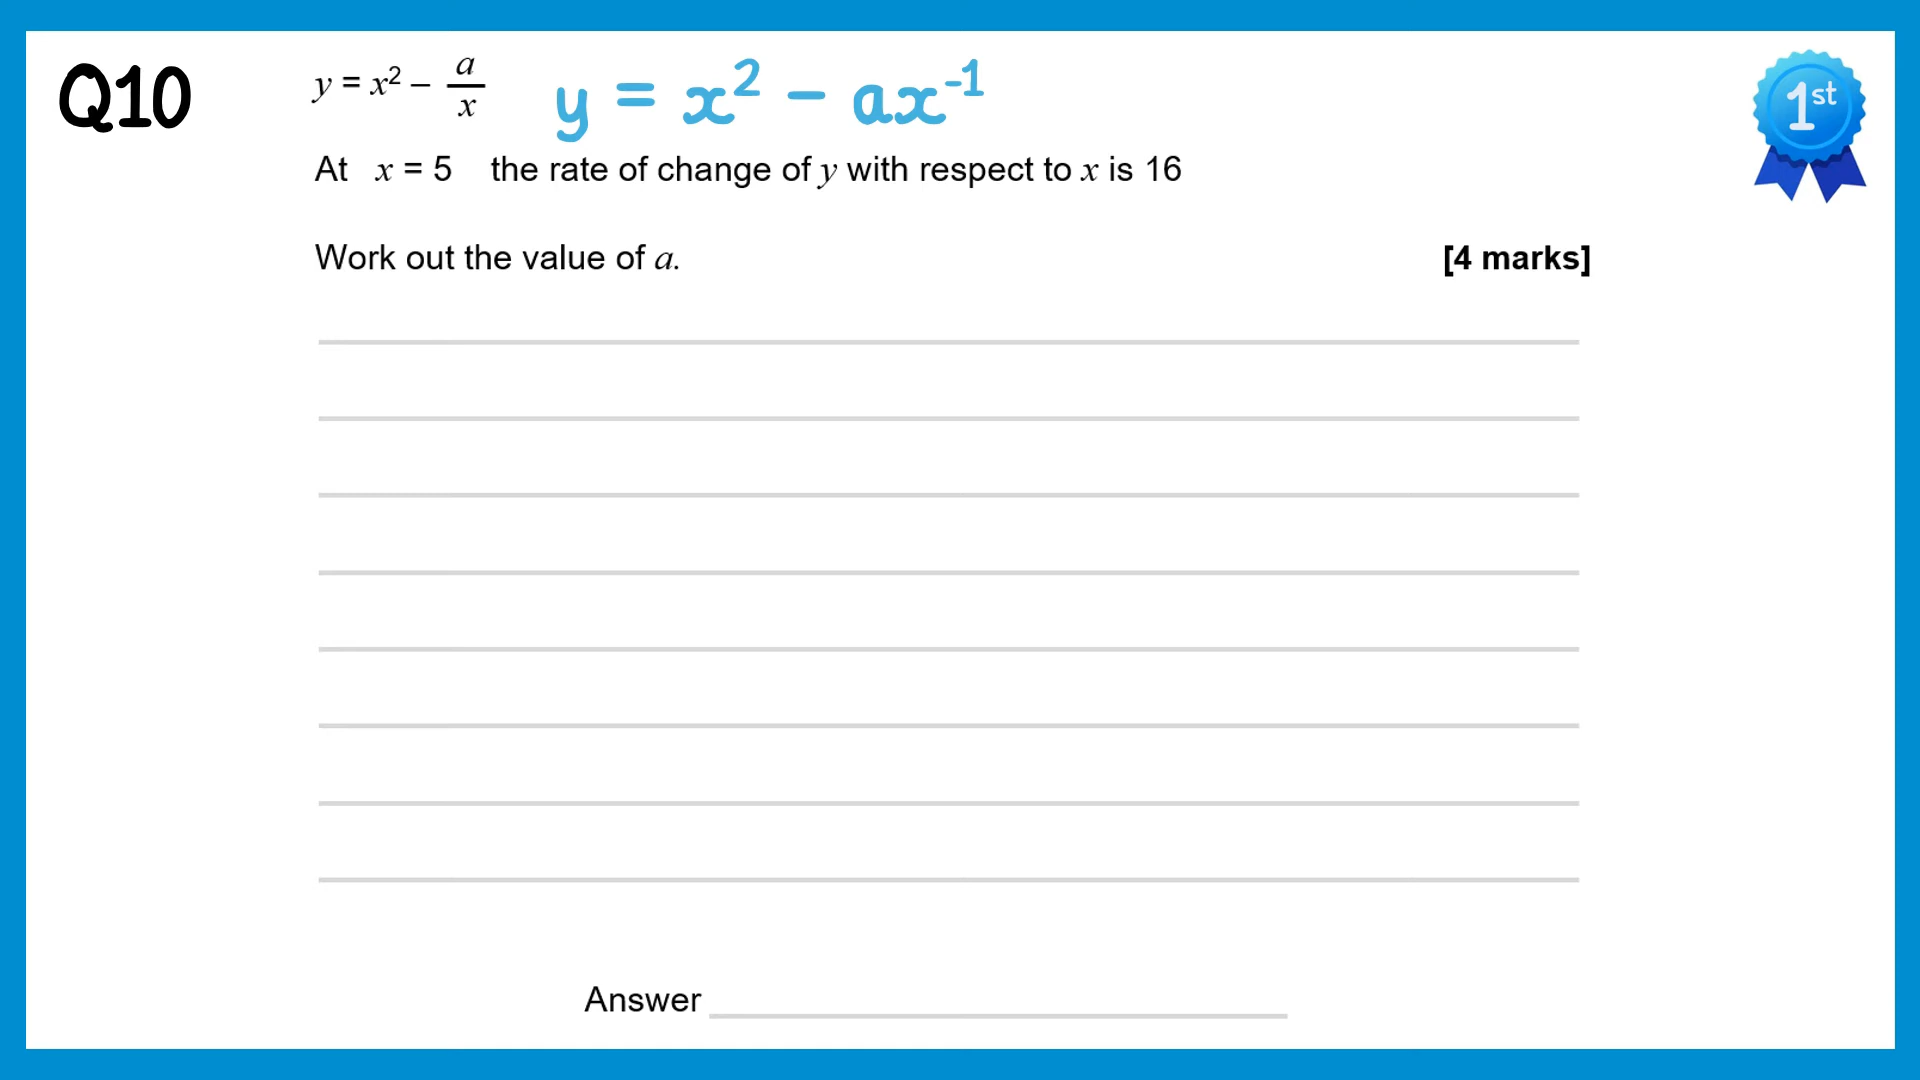 Q10 y = x² – a/x y = x² – ax⁻¹ 1st
At x = 5 the rate of change of y with respect to x is 16
Work out the value of a. [4 marks]
Answer